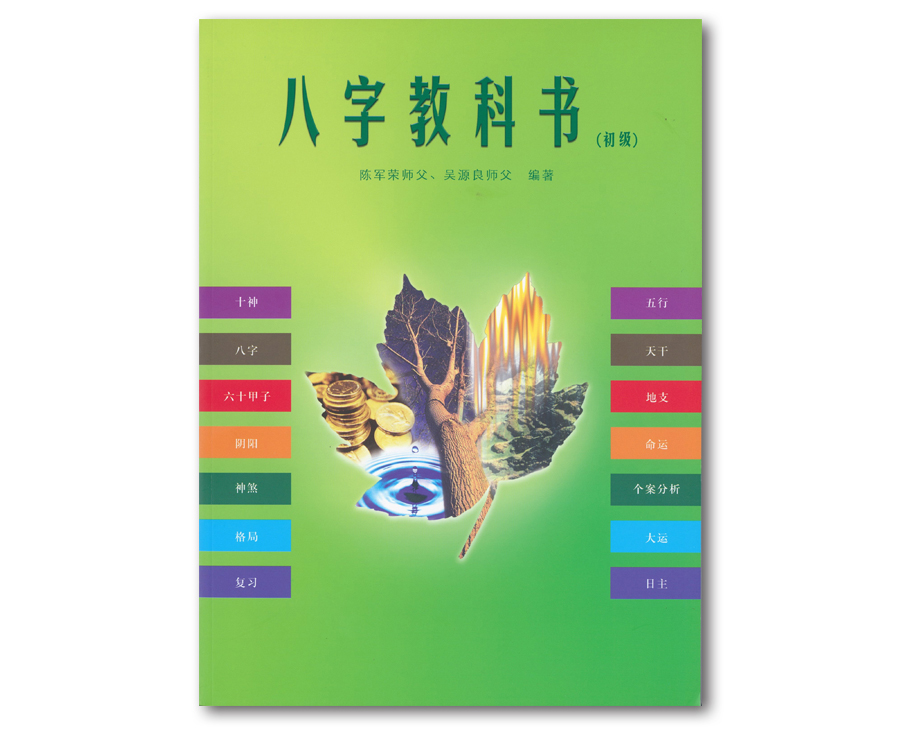 八字教科书
(初级)
陈军荣师父、吴源良师父 编著
十神
八字
六十甲子
阴阳
神煞
格局
复习
五行
天干
地支
命运
个案分析
大运
日主